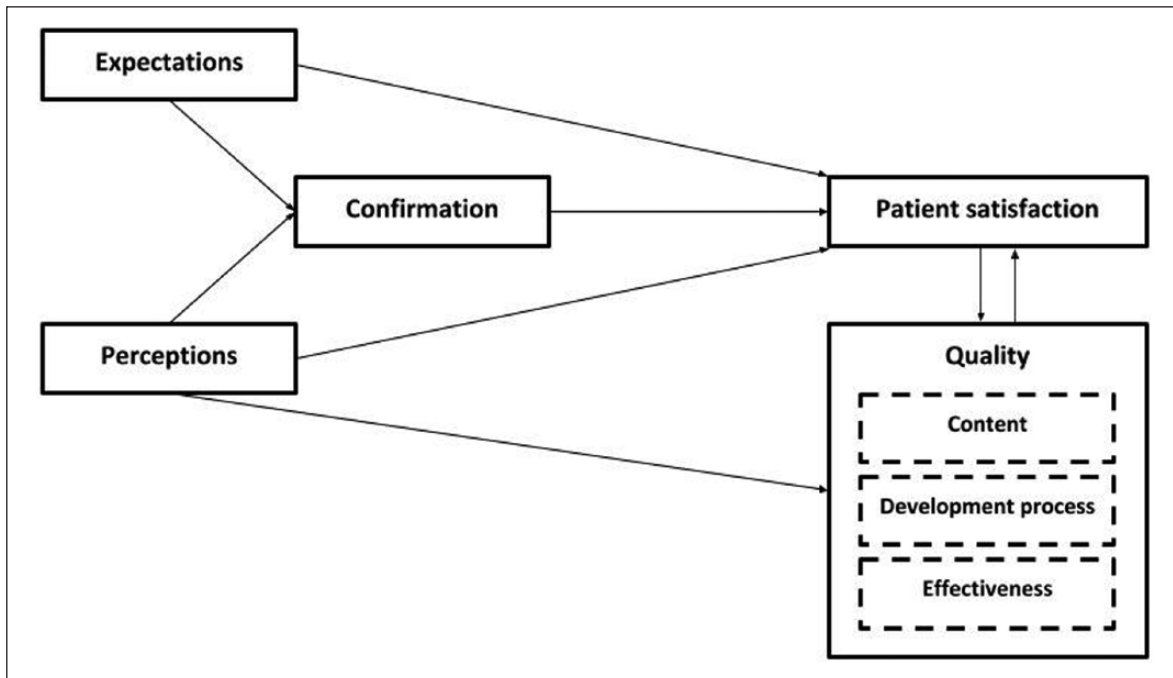 Expectations
Confirmation
Patient satisfaction
Perceptions
Quality
Content
Development process
Effectiveness